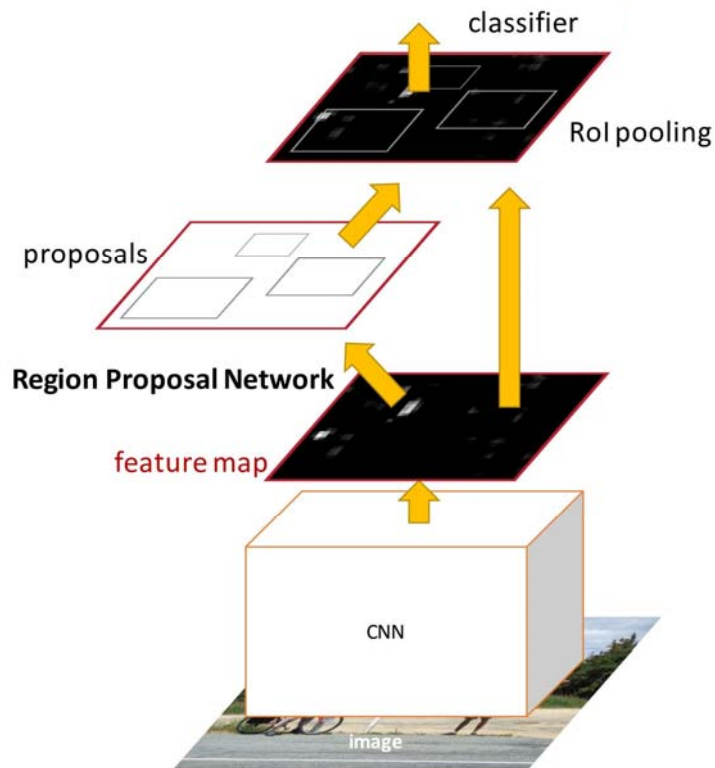 classifier
RoI pooling
proposals
Region Proposal Network
feature map
CNN
image